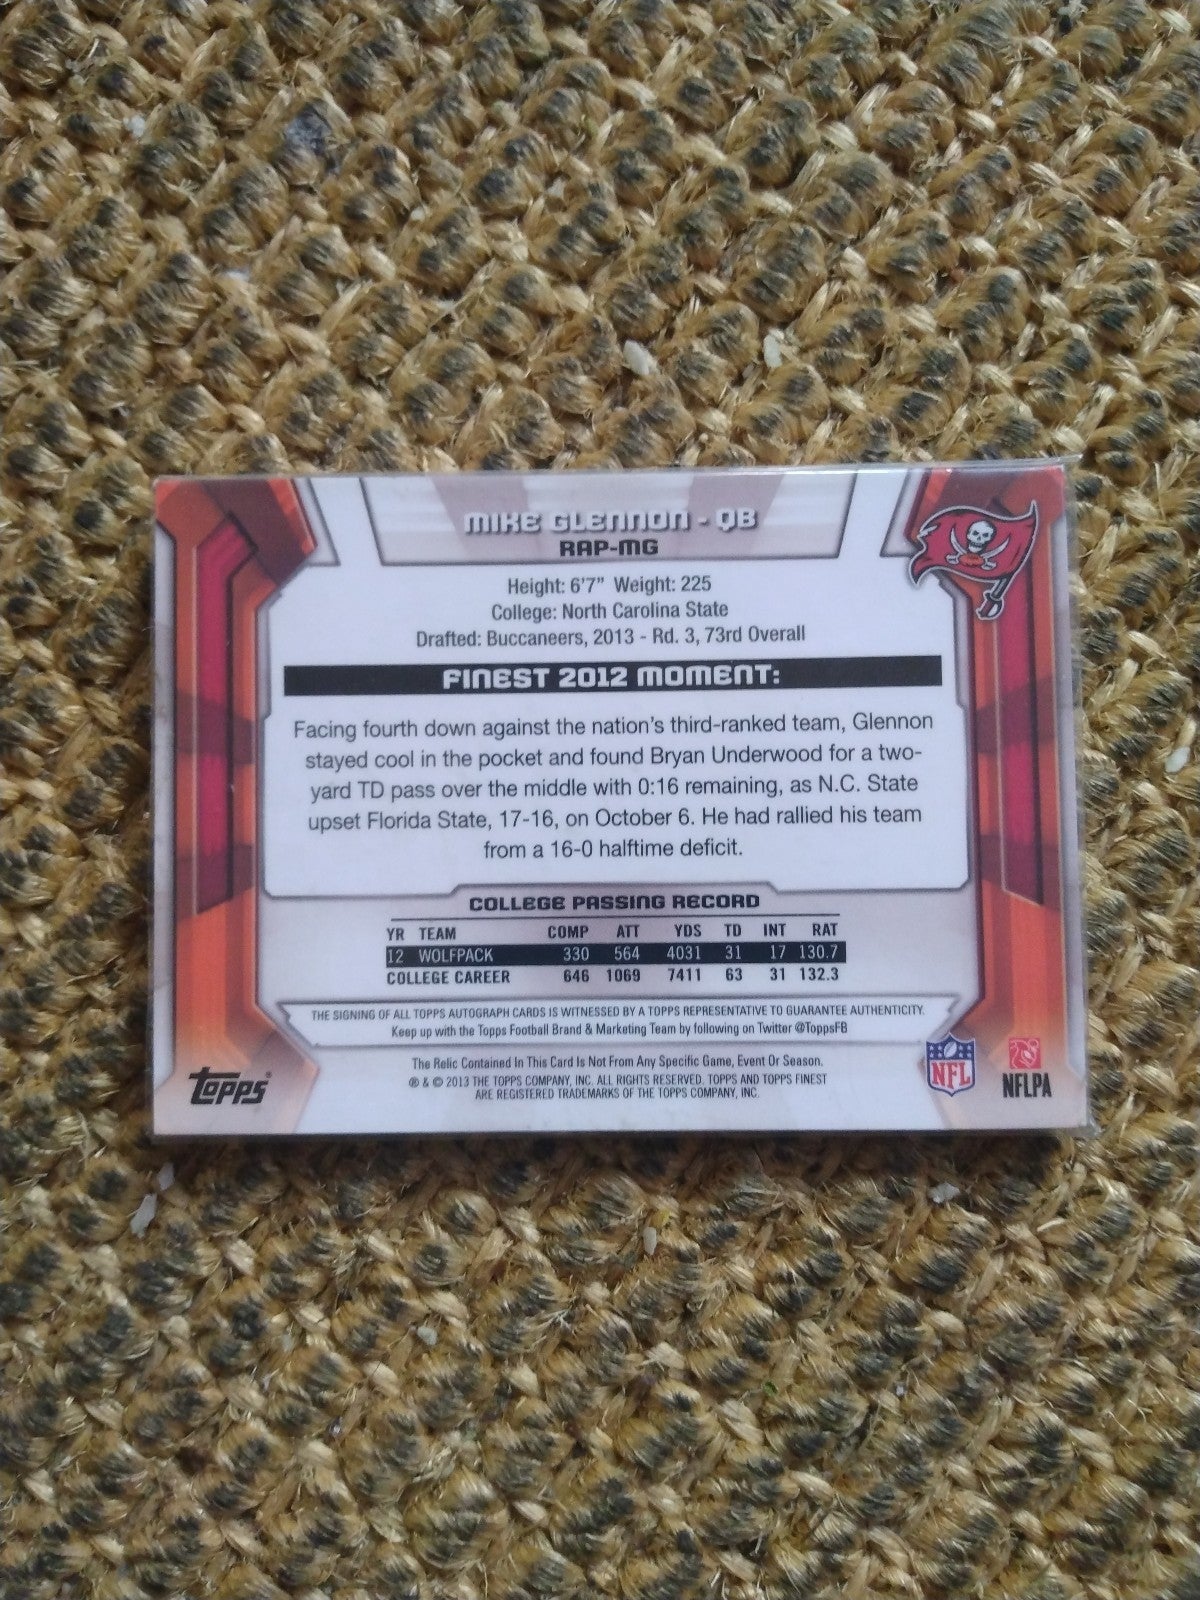 MIKE GLENNON - QB
RAP-MG
Height: 6'7" Weight: 225
College: North Carolina State
Drafted: Buccaneers, 2013 - Rd. 3, 73rd Overall
FINEST 2012 MOMENT:
Facing fourth down against the nation's third-ranked team, Glennon
stayed cool in the pocket and found Bryan Underwood for a two-
yard TD pass over the middle with 0:16 remaining, as N.C. State
upset Florida State, 17-16, on October 6. He had rallied his team
from a 16-0 halftime deficit.
COLLEGE PASSING RECORD
YR TEAM COMP ATT YDS TD INT RAT
12 WOLFPACK 330 564 4031 31 17 130.7
COLLEGE CAREER 646 1069 7411 63 31 132.3
THE SIGNING OF ALL TOPPS AUTOGRAPH CARDS IS WITNESSED BY A TOPPS REPRESENTATIVE TO GUARANTEE AUTHENTICITY.
Keep up with the Topps Football Brand & Marketing Team by following on Twitter @ToppsFB
The Relic Contained In This Card Is Not From Any Specific Game, Event Or Season.
® & © 2013 THE TOPPS COMPANY, INC. ALL RIGHTS RESERVED. TOPPS AND TOPPS FINEST
ARE REGISTERED TRADEMARKS OF THE TOPPS COMPANY, INC.
Topps®
NFL
NFLPA